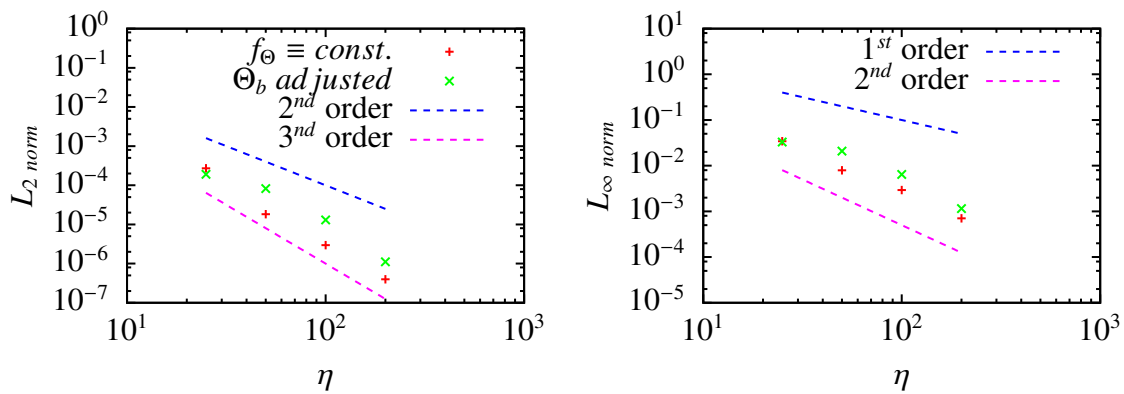 10^0
10^-1
10^-2
10^-3
10^-4
10^-5
10^-6
10^-7
L_2 norm
f_Θ ≡ const.
Θ_b adjusted
2^nd order
3^nd order
10^1
10^2
10^3
η
10^1
10^0
10^-1
10^-2
10^-3
10^-4
10^-5
L_∞ norm
1^st order
2^nd order
10^1
10^2
10^3
η